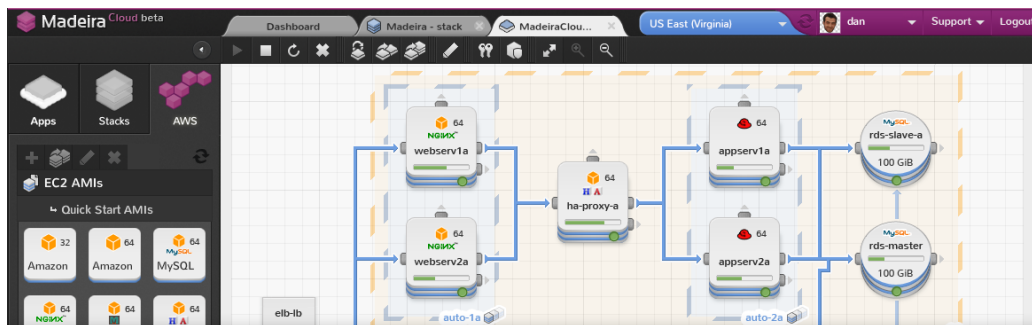 Madeira Cloud beta
Dashboard
Madeira - stack
MadeiraClou...
US East (Virginia)
dan
Support
Logout
Apps
Stacks
AWS
EC2 AMIs
Quick Start AMIs
32
Amazon
64
Amazon
64
MySQL
MySQL
64
NGINX
64
64
HA
elb-lb
64
NGINX
webserv1a
64
NGINX
webserv2a
auto-1a
64
HA
ha-proxy-a
64
appserv1a
64
appserv2a
auto-2a
MySQL
rds-slave-a
100 GiB
MySQL
rds-master
100 GiB